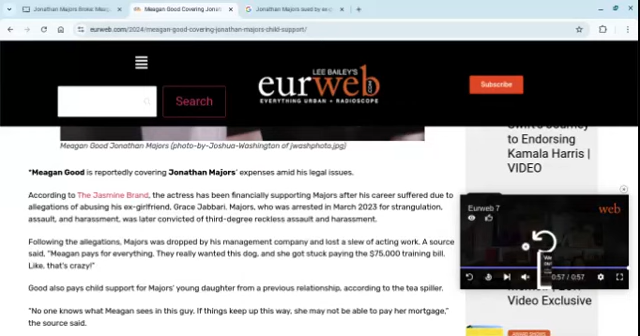 Jonathan Majors Broke: Meagan
Meagan Good Covering Jonat
Jonathan Majors sued by ex-g
eurweb.com/2024/meagan-good-covering-jonathan-majors-child-support/
LEE BAILEY'S
eurweb.com
EVERYTHING URBAN + RADIOSCOPE
Search
Subscribe
Meagan Good Jonathan Majors (photo-by-Joshua-Washington of jwashphoto.jpg)
*Meagan Good is reportedly covering Jonathan Majors' expenses amid his legal issues.
According to The Jasmine Brand, the actress has been financially supporting Majors after his career suffered due to
allegations of abusing his ex-girlfriend, Grace Jabbari. Majors, who was arrested in March 2023 for strangulation,
assault, and harassment, was later convicted of third-degree reckless assault and harassment.
Following the allegations, Majors was dropped by his management company and lost a slew of acting work. A source
said, "Meagan pays for everything. They really wanted this dog, and she got stuck paying the $75,000 training bill.
Like, that's crazy!"
Good also pays child support for Majors' young daughter from a previous relationship, according to the tea spiller.
"No one knows what Meagan sees in this guy. If things keep up this way, she may not be able to pay her mortgage,"
the source said.
Swift's Journey
to Endorsing
Kamala Harris |
VIDEO
Eurweb 7
web
0:57 / 0:57
Video Exclusive
AWARD SHOWS